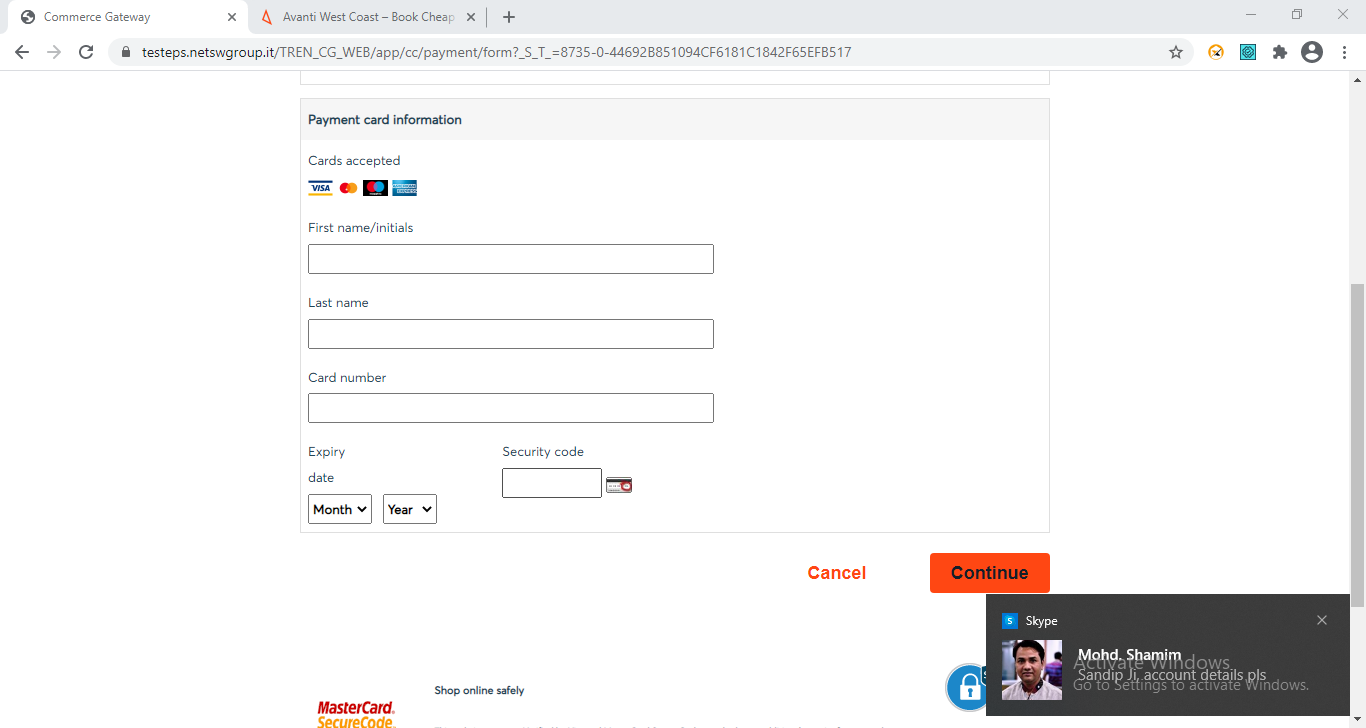 Commerce Gateway
Avanti West Coast – Book Cheap
testeps.netswgroup.it/TREN_CG_WEB/app/cc/payment/form?_S_T_=8735-0-44692B851094CF6181C1842F65EFB517
Payment card information
Cards accepted
VISA
First name/initials
Last name
Card number
Expiry
date
Security code
Month
Year
Cancel
Continue
Skype
Mohd. Shamim
Sandip Ji, account details pls
Activate Windows
Go to Settings to activate Windows.
Shop online safely
MasterCard.
SecureCode.